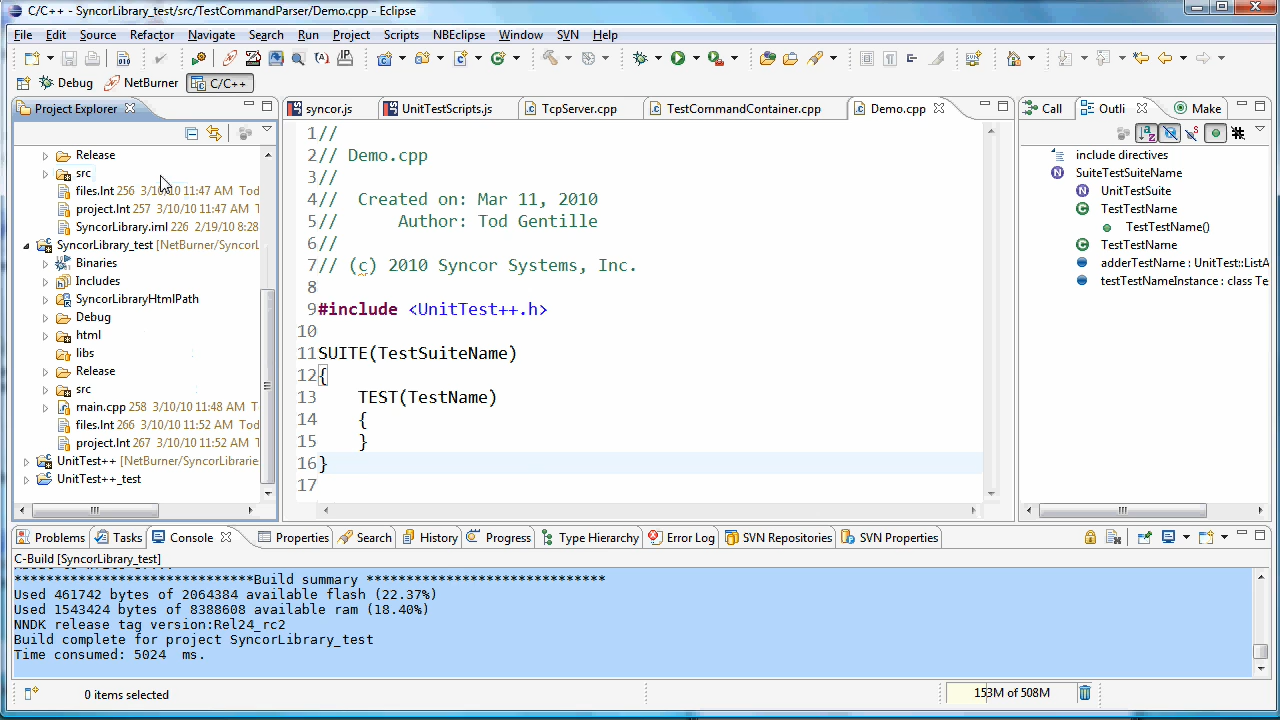 C/C++ - SyncorLibrary_test/src/TestCommandParser/Demo.cpp - Eclipse
File Edit Source Refactor Navigate Search Run Project Scripts NBEclipse Window SVN Help
Debug NetBurner C/C++
Project Explorer
syncor.js UnitTestScripts.js TcpServer.cpp TestCommandContainer.cpp Demo.cpp
Call Outli Make
Release
src
files.lnt 256 3/10/10 11:47 AM Tod
project.lnt 257 3/10/10 11:47 AM T
SyncorLibrary.iml 226 2/19/10 8:28
SyncorLibrary_test [NetBurner/SyncorL
Binaries
Includes
SyncorLibraryHtmlPath
Debug
html
libs
Release
src
main.cpp 258 3/10/10 11:48 AM T
files.lnt 266 3/10/10 11:52 AM Tod
project.lnt 267 3/10/10 11:52 AM T
UnitTest++ [NetBurner/SyncorLibrarie
UnitTest++_test
1//
2// Demo.cpp
3//
4//  Created on: Mar 11, 2010
5//      Author: Tod Gentille
6//
7// (c) 2010 Syncor Systems, Inc.
8
9#include <UnitTest++.h>
10
11SUITE(TestSuiteName)
12{
13    TEST(TestName)
14    {
15    }
16}
17
include directives
SuiteTestSuiteName
UnitTestSuite
TestTestName
TestTestName()
TestTestName
adderTestName : UnitTest::ListA
testTestNameInstance : class Te
Problems Tasks Console Properties Search History Progress Type Hierarchy Error Log SVN Repositories SVN Properties
C-Build [SyncorLibrary_test]
******************************Build summary ******************************
Used 461742 bytes of 2064384 available flash (22.37%)
Used 1543424 bytes of 8388608 available ram (18.40%)
NNDK release tag version:Rel24_rc2
Build complete for project SyncorLibrary_test
Time consumed: 5024  ms.
0 items selected
153M of 508M